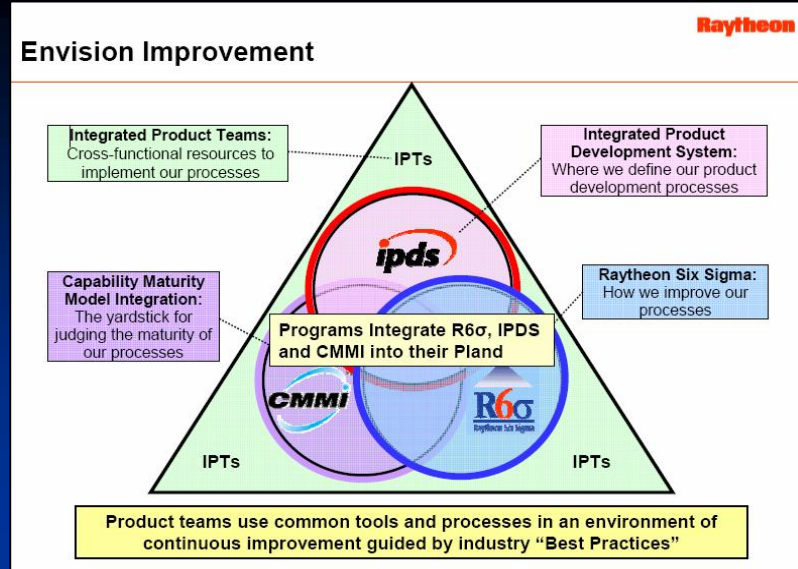 Raytheon
Envision Improvement
Integrated Product Teams:
Cross-functional resources to
implement our processes
IPTs
Integrated Product
Development System:
Where we define our product
development processes
ipds
Capability Maturity
Model Integration:
The yardstick for
judging the maturity of
our processes
Raytheon Six Sigma:
How we improve our
processes
Programs Integrate R6σ, IPDS
and CMMI into their Pland
CMMI
R6σ
Raytheon Six Sigma
IPTs
IPTs
Product teams use common tools and processes in an environment of
continuous improvement guided by industry “Best Practices”